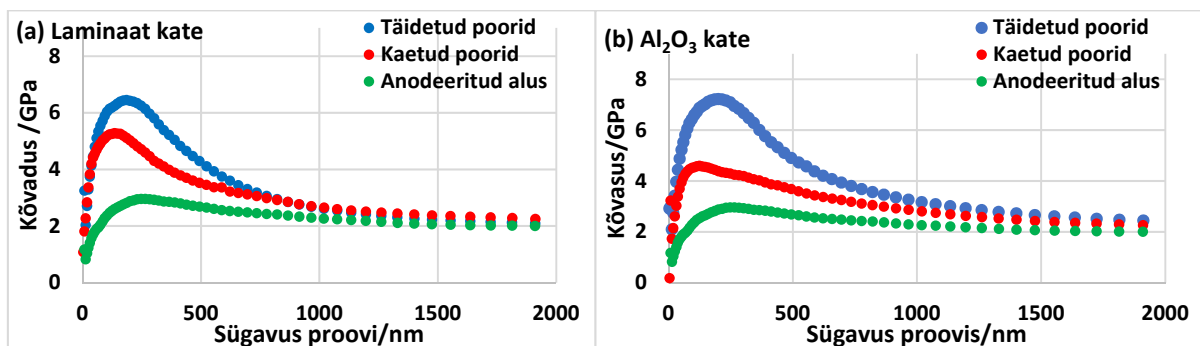 (a) Laminaat kate
Täidetud poorid
Kaetud poorid
Anodeeritud alus
Kõvadus /GPa
8
6
4
2
0
0 500 1000 1500 2000
Sügavus proovi/nm
(b) Al₂O₃ kate
Täidetud poorid
Kaetud poorid
Anodeeritud alus
Kõvasus/GPa
8
6
4
2
0
0 500 1000 1500 2000
Sügavus proovis/nm